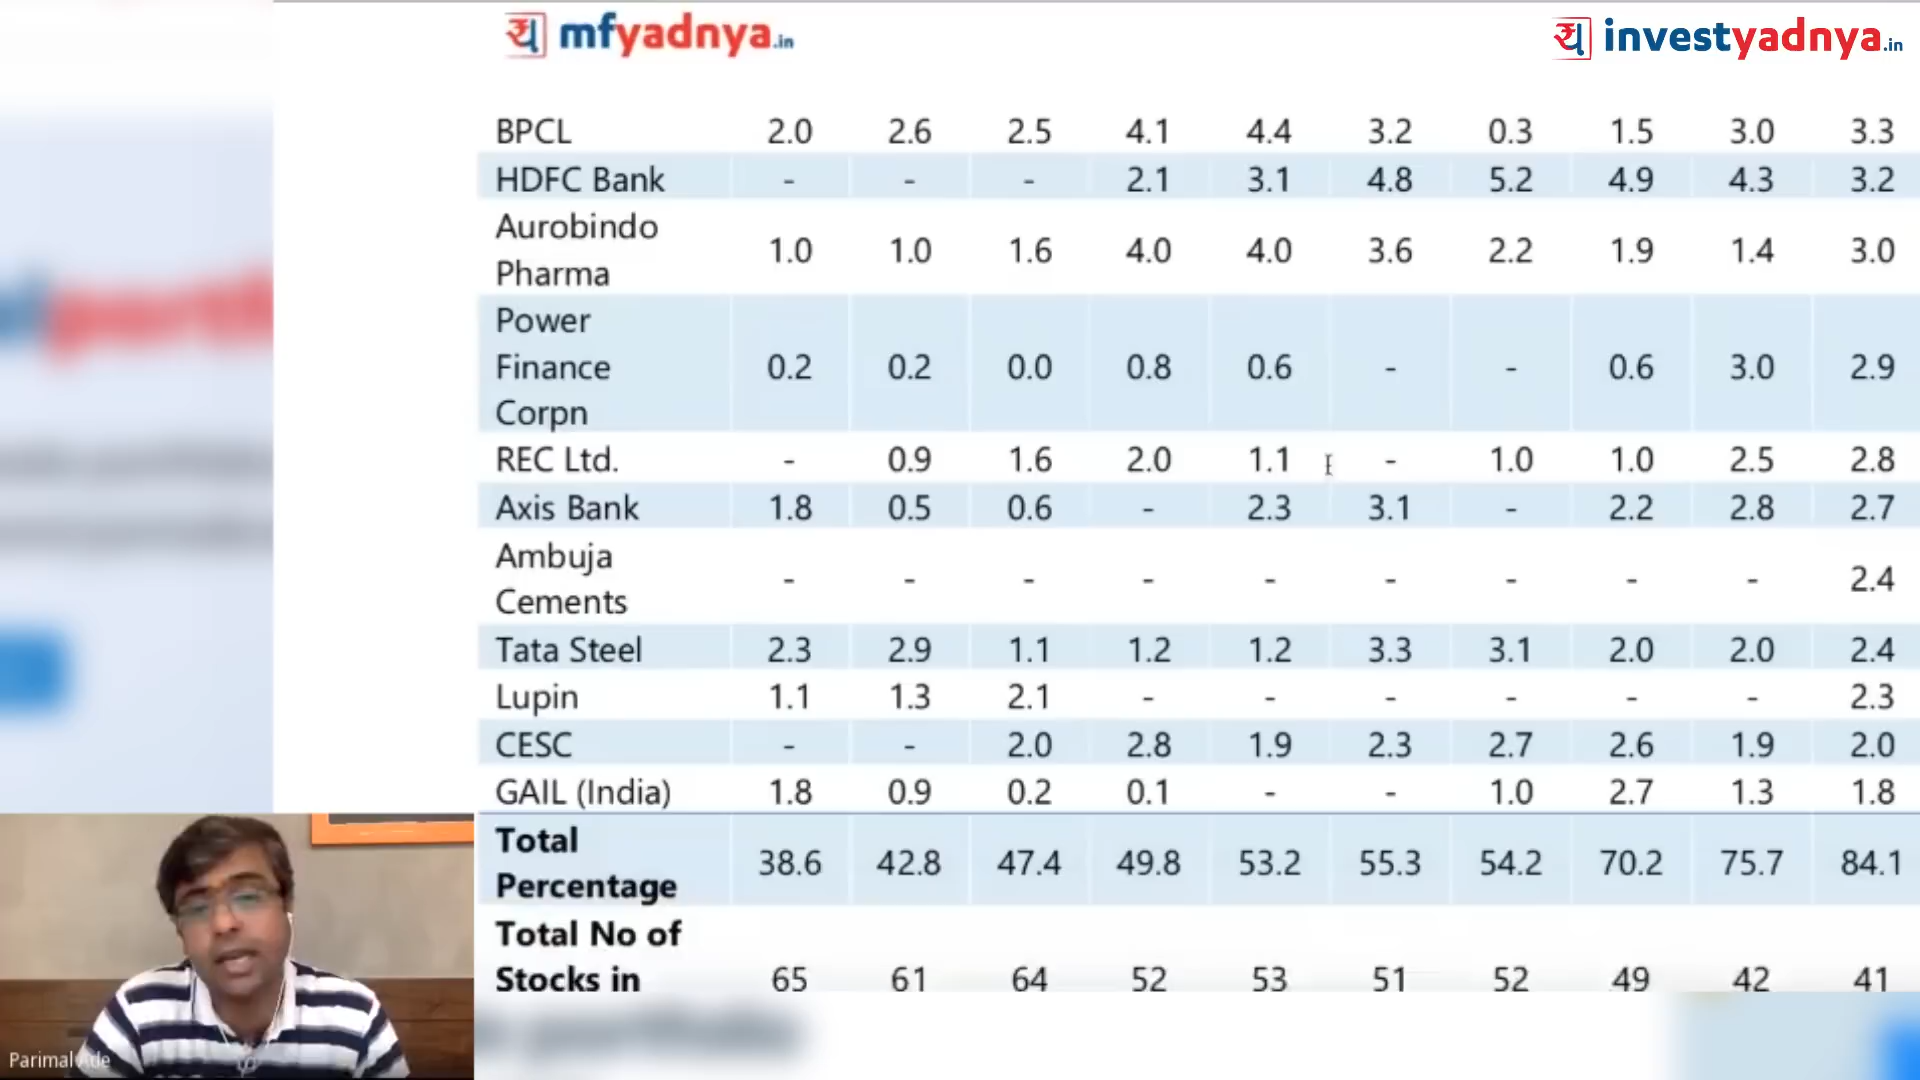 mfyadnya.in
investyadnya.in
BPCL 2.0 2.6 2.5 4.1 4.4 3.2 0.3 1.5 3.0 3.3
HDFC Bank - - - 2.1 3.1 4.8 5.2 4.9 4.3 3.2
Aurobindo
Pharma 1.0 1.0 1.6 4.0 4.0 3.6 2.2 1.9 1.4 3.0
Power
Finance 0.2 0.2 0.0 0.8 0.6 - - 0.6 3.0 2.9
Corpn
REC Ltd. - 0.9 1.6 2.0 1.1 - 1.0 1.0 2.5 2.8
Axis Bank 1.8 0.5 0.6 - 2.3 3.1 - 2.2 2.8 2.7
Ambuja
Cements - - - - - - - - - 2.4
Tata Steel 2.3 2.9 1.1 1.2 1.2 3.3 3.1 2.0 2.0 2.4
Lupin 1.1 1.3 2.1 - - - - - - 2.3
CESC - - 2.0 2.8 1.9 2.3 2.7 2.6 1.9 2.0
GAIL (India) 1.8 0.9 0.2 0.1 - - 1.0 2.7 1.3 1.8
Total
Percentage 38.6 42.8 47.4 49.8 53.2 55.3 54.2 70.2 75.7 84.1
Total No of
Stocks in 65 61 64 52 53 51 52 49 42 41
Parimal Ade